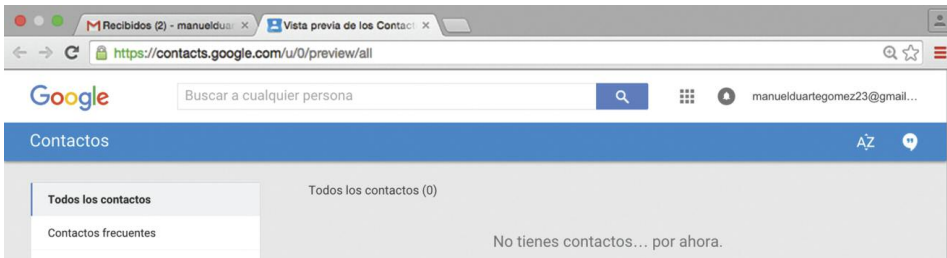 Recibidos (2) - manuelduar
Vista previa de los Contact
https://contacts.google.com/u/0/preview/all
Google
Buscar a cualquier persona
manuelduartegomez23@gmail...
Contactos
AZ
Todos los contactos
Todos los contactos (0)
Contactos frecuentes
No tienes contactos... por ahora.